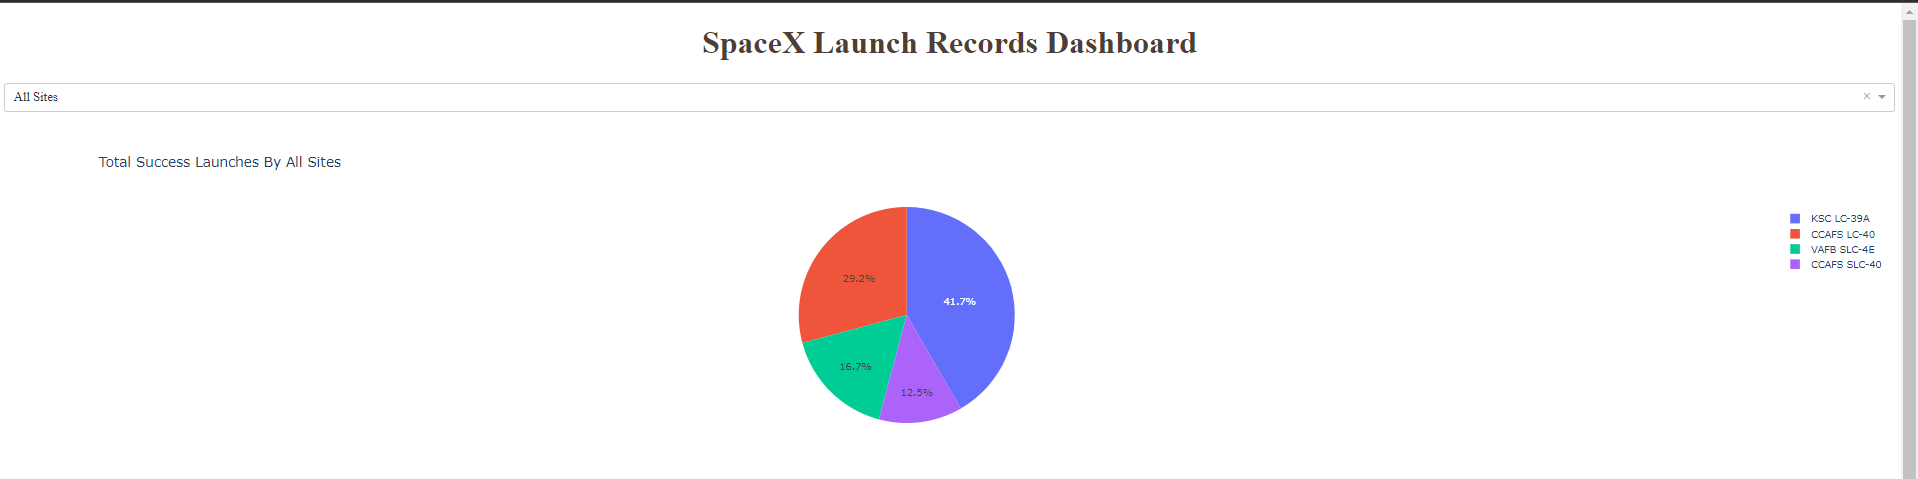 SpaceX Launch Records Dashboard
All Sites
Total Success Launches By All Sites
KSC LC-39A
CCAFS LC-40
VAFB SLC-4E
CCAFS SLC-40
29.2%
41.7%
16.7%
12.5%